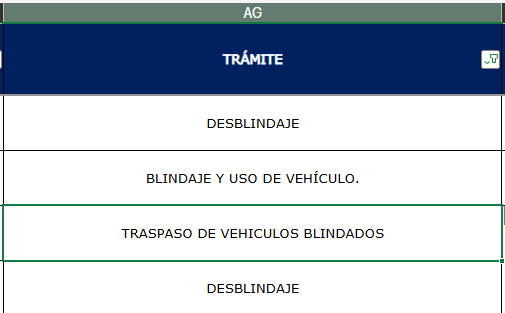 AG
TRÁMITE
DESBLINDAJE
BLINDAJE Y USO DE VEHÍCULO.
TRASPASO DE VEHICULOS BLINDADOS
DESBLINDAJE